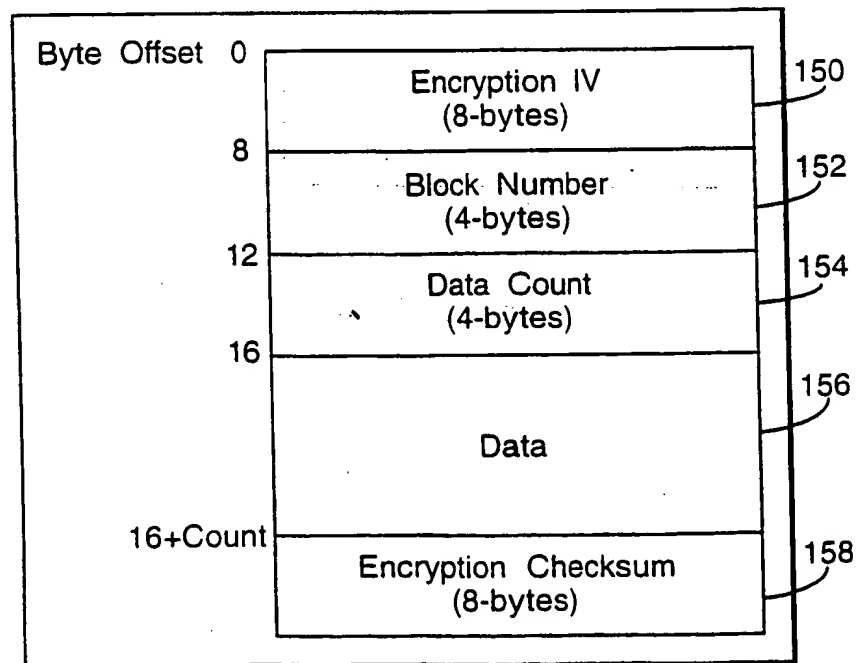 Byte Offset 0
Encryption IV
(8-bytes)
150
8
Block Number
(4-bytes)
152
12
Data Count
(4-bytes)
154
16
Data
156
16+Count
Encryption Checksum
(8-bytes)
158